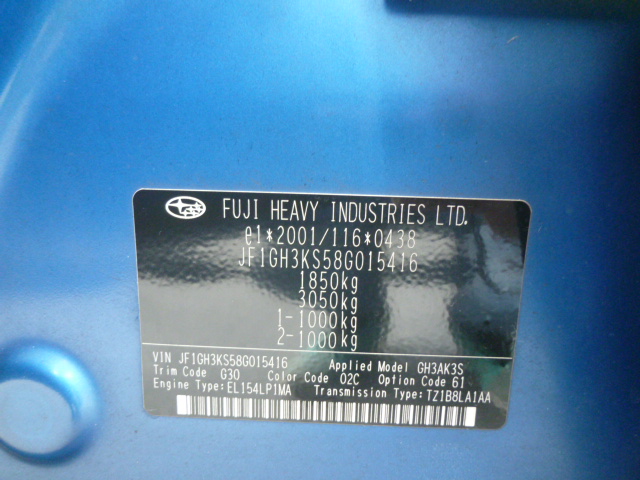 FUJI HEAVY INDUSTRIES LTD.
e1*2001/116*0438
JF1GH3KS58G015416
1850kg
3050kg
1-1000kg
2-1000kg
VIN JF1GH3KS58G015416 Applied Model GH3AK3S
Trim Code G30 Color Code 02C Option Code 61
Engine Type:EL154LP1MA Transmission Type:TZ1B8LA1AA